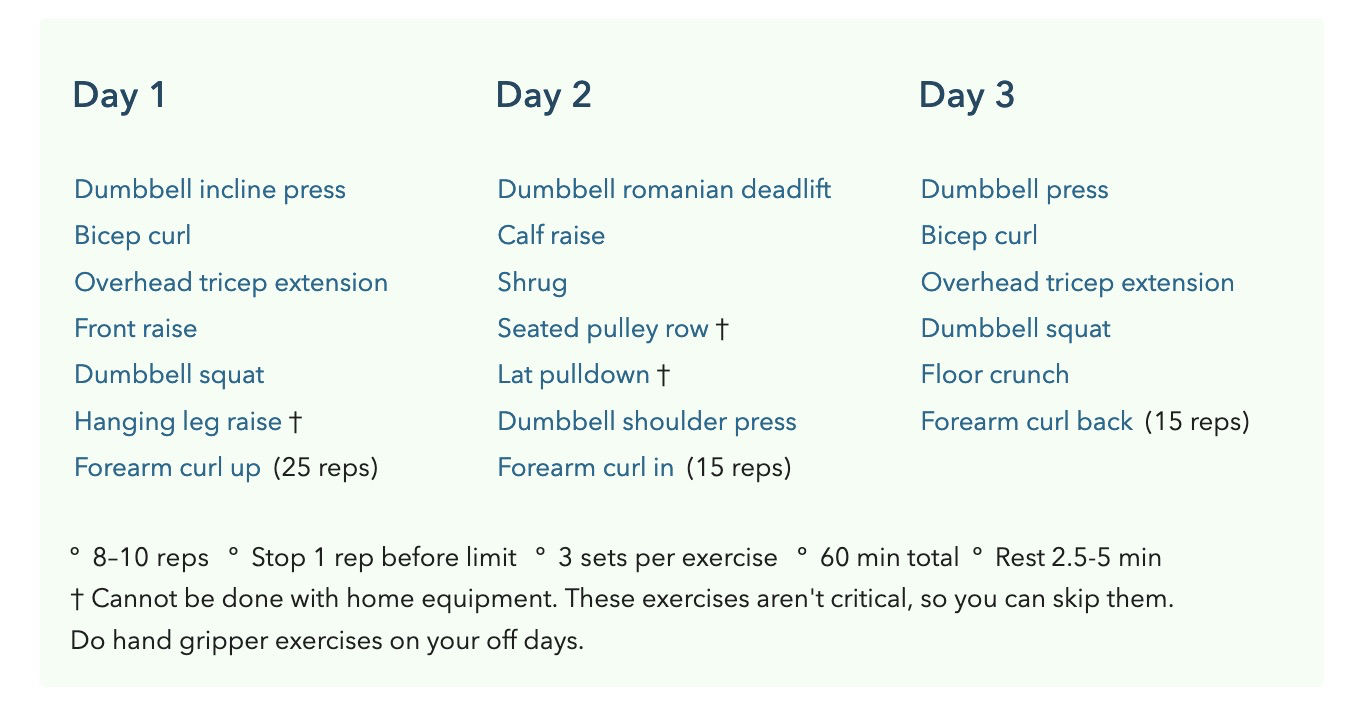 Day 1
Dumbbell incline press
Bicep curl
Overhead tricep extension
Front raise
Dumbbell squat
Hanging leg raise †
Forearm curl up (25 reps)
Day 2
Dumbbell romanian deadlift
Calf raise
Shrug
Seated pulley row †
Lat pulldown †
Dumbbell shoulder press
Forearm curl in (15 reps)
Day 3
Dumbbell press
Bicep curl
Overhead tricep extension
Dumbbell squat
Floor crunch
Forearm curl back (15 reps)
° 8–10 reps ° Stop 1 rep before limit ° 3 sets per exercise ° 60 min total ° Rest 2.5-5 min
† Cannot be done with home equipment. These exercises aren't critical, so you can skip them.
Do hand gripper exercises on your off days.